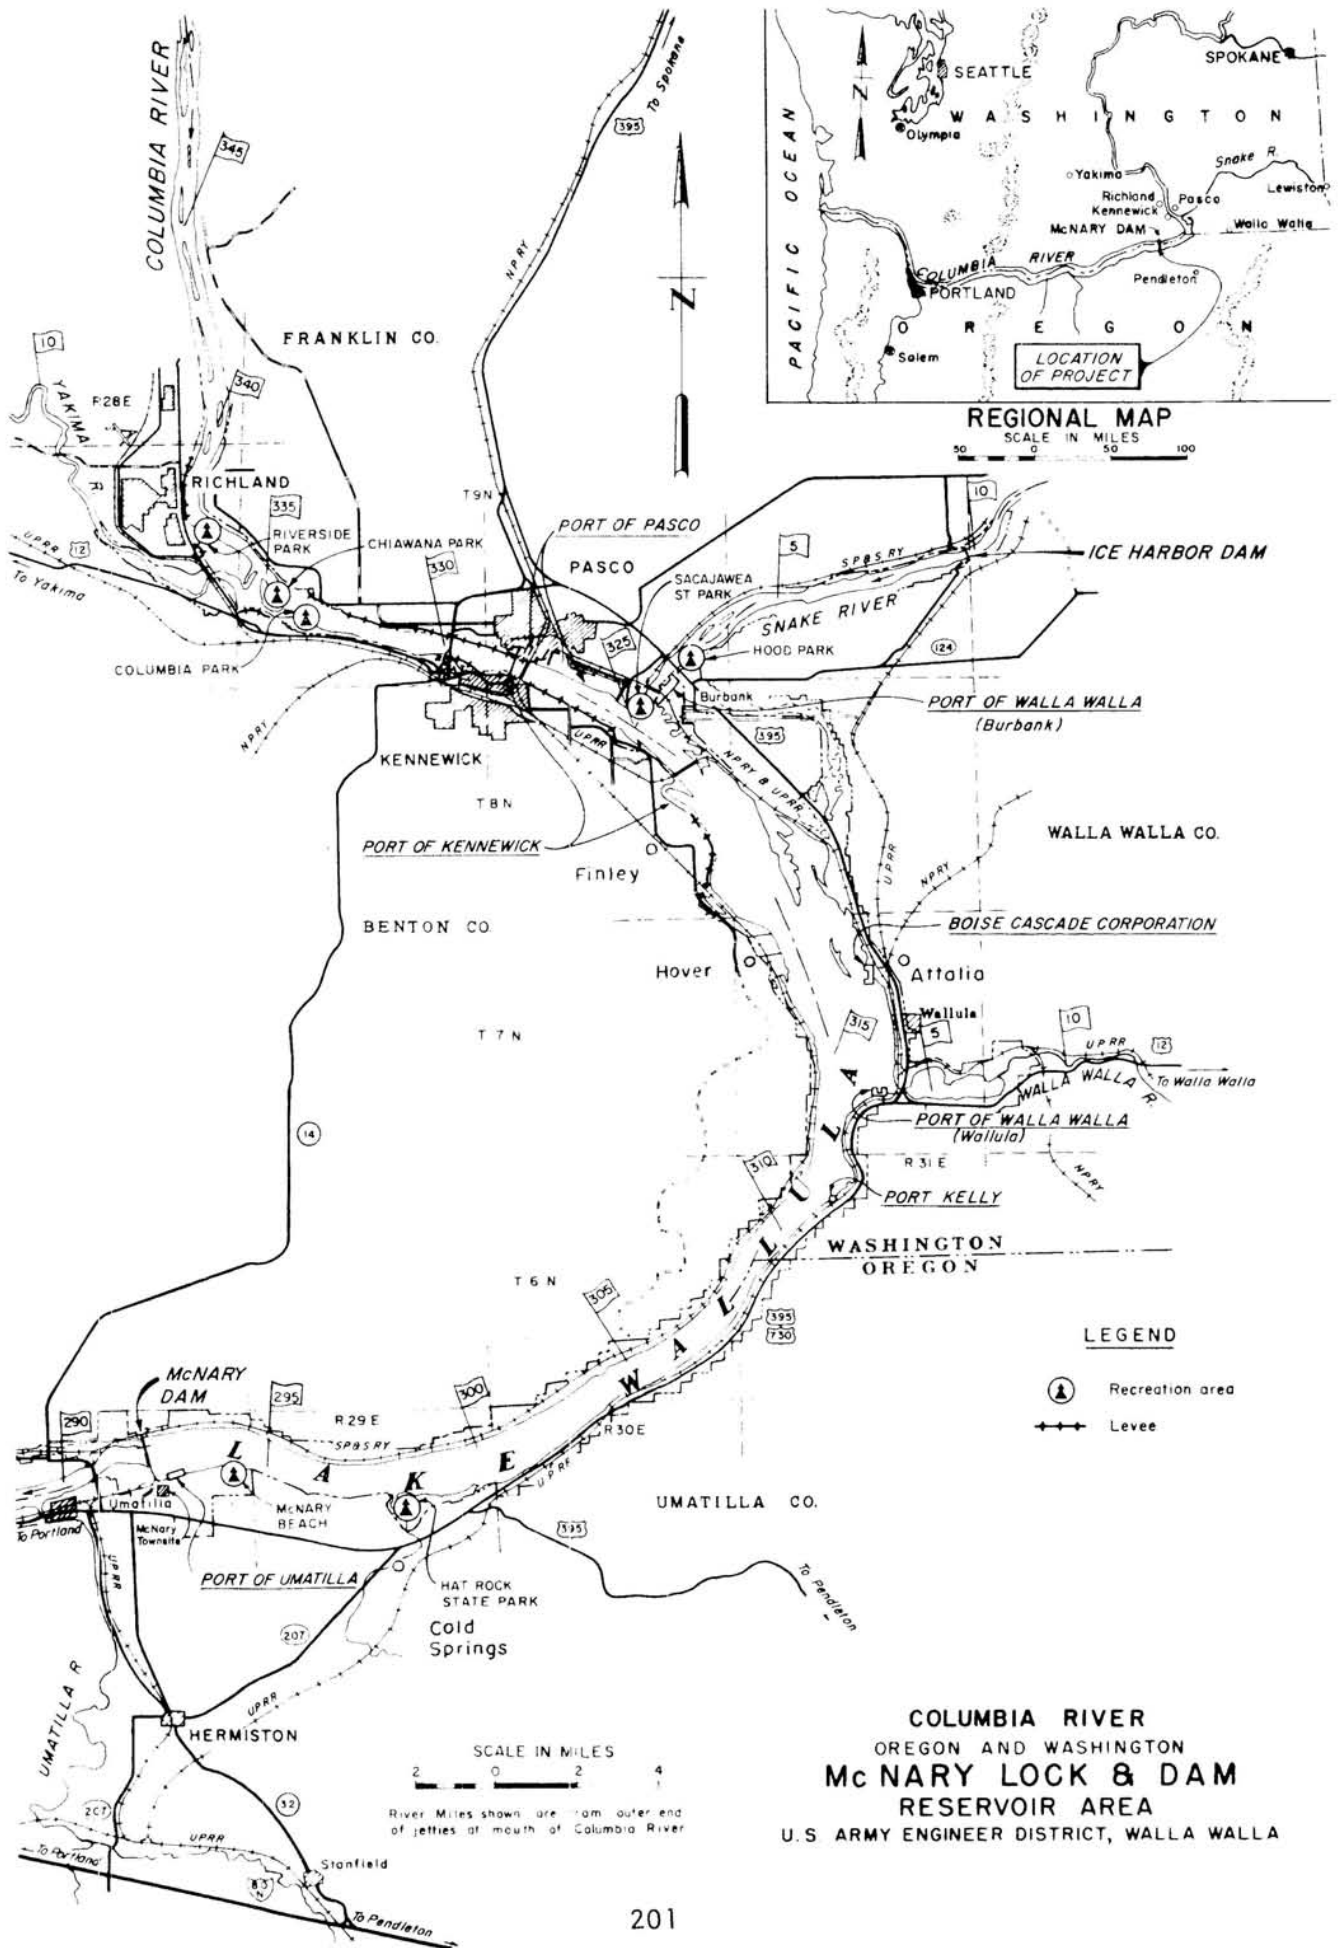 COLUMBIA RIVER
345
395
To Spokane
NPRY
N
SEATTLE
SPOKANE
N
WASHINGTON
Olympia
Yakima
Snake R.
Lewiston
Richland
Pasco
Kennewick
McNARY DAM
Walla Walla
PACIFIC OCEAN
COLUMBIA RIVER
Pendleton
PORTLAND
OREGON
Salem
LOCATION
OF PROJECT
REGIONAL MAP
SCALE IN MILES
50 0 50 100
FRANKLIN CO.
10
340
YAKIMA R
R28E
RICHLAND
335
T9N
10
PORT OF PASCO
RIVERSIDE
PARK
CHIAWANA PARK
UPRR
12
To Yakima
330
PASCO
5
SP&S RY
ICE HARBOR DAM
SACAJAWEA
ST PARK
SNAKE RIVER
325
HOOD PARK
124
COLUMBIA PARK
Burbank
PORT OF WALLA WALLA
(Burbank)
NPRY
395
UPRR
KENNEWICK
NPRY & UPRR
T8N
WALLA WALLA CO.
PORT OF KENNEWICK
Finley
UPRR
NPRY
BENTON CO.
BOISE CASCADE CORPORATION
Hover
Attalia
T7N
315
Wallula
5
10
UPRR
12
To Walla Walla
WALLA WALLA R.
PORT OF WALLA WALLA
(Wallula)
14
310
R31E
NPRY
PORT KELLY
WASHINGTON
OREGON
T6N
305
395
730
LEGEND
Recreation area
Levee
McNARY
DAM
290
295
300
R29E
SP&S RY
R30E
LAKE WALLULA
UPRR
Umatilla
McNARY
BEACH
UMATILLA CO.
To Portland
McNary
Townsite
395
UPRR
PORT OF UMATILLA
HAT ROCK
STATE PARK
To Pendleton
Cold
Springs
207
UMATILLA R
UPRR
HERMISTON
SCALE IN MILES
2 0 2 4
River Miles shown are from outer end
of jetties at mouth of Columbia River
COLUMBIA RIVER
OREGON AND WASHINGTON
McNARY LOCK & DAM
RESERVOIR AREA
U.S ARMY ENGINEER DISTRICT, WALLA WALLA
207
32
UPRR
To Portland
Stanfield
80
N
To Pendleton
201